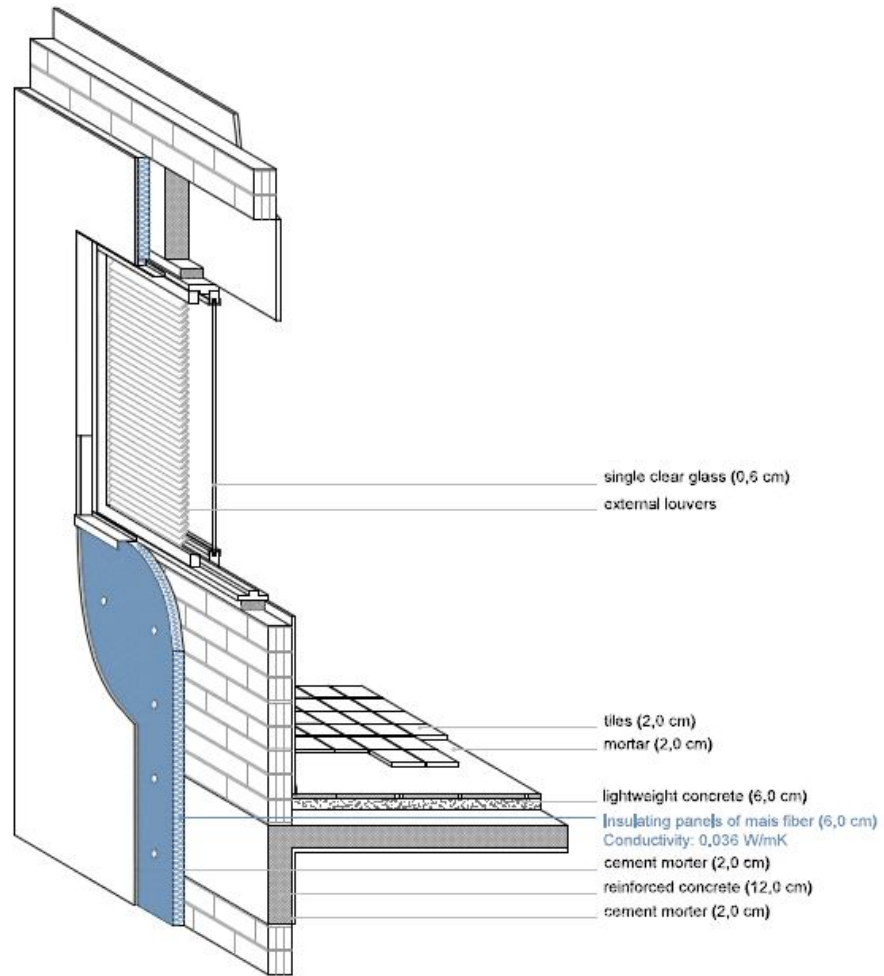 single clear glass (0,6 cm)
external louvers
tiles (2,0 cm)
mortar (2,0 cm)
lightweight concrete (6,0 cm)
Insulating panels of mais fiber (6,0 cm)
Conductivity: 0,036 W/mK
cement morter (2,0 cm)
reinforced concrete (12,0 cm)
cement morter (2,0 cm)